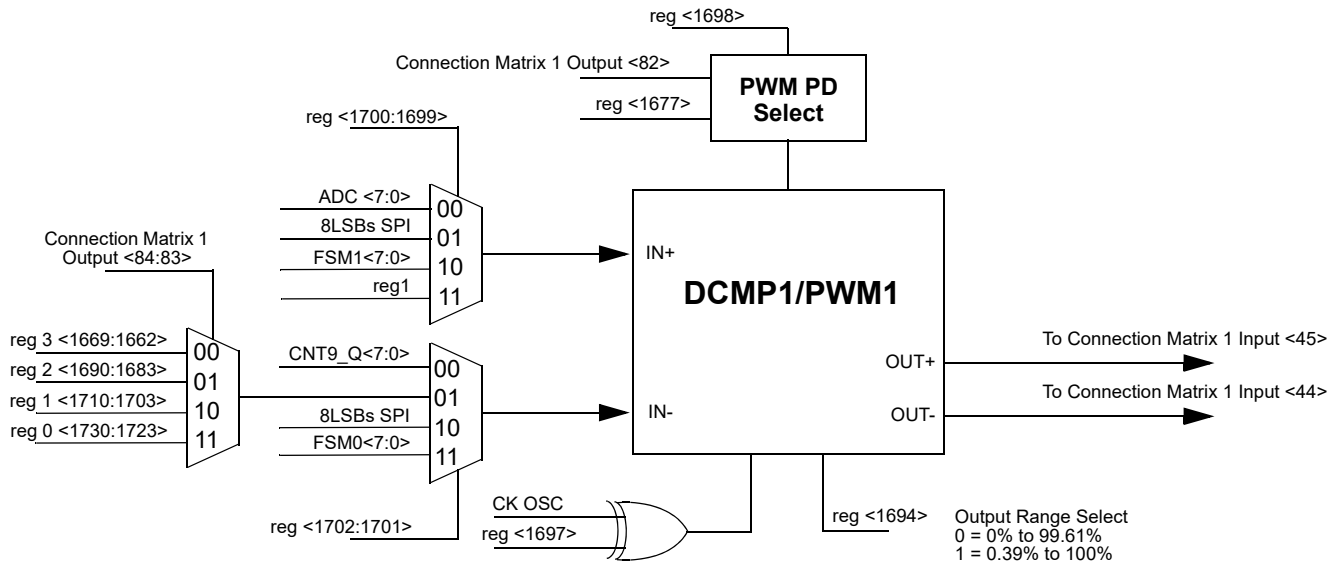 reg <1698>
Connection Matrix 1 Output <82>
reg <1677>
PWM PD
Select
reg <1700:1699>
ADC <7:0>
8LSBs SPI
FSM1<7:0>
reg1
00
01
10
11
Connection Matrix 1
Output <84:83>
reg 3 <1669:1662>
reg 2 <1690:1683>
reg 1 <1710:1703>
reg 0 <1730:1723>
00
01
10
11
CNT9_Q<7:0>
8LSBs SPI
FSM0<7:0>
00
01
10
11
reg <1702:1701>
IN+
DCMP1/PWM1
IN-
OUT+
OUT-
To Connection Matrix 1 Input <45>
To Connection Matrix 1 Input <44>
CK OSC
reg <1697>
reg <1694>
Output Range Select
0 = 0% to 99.61%
1 = 0.39% to 100%